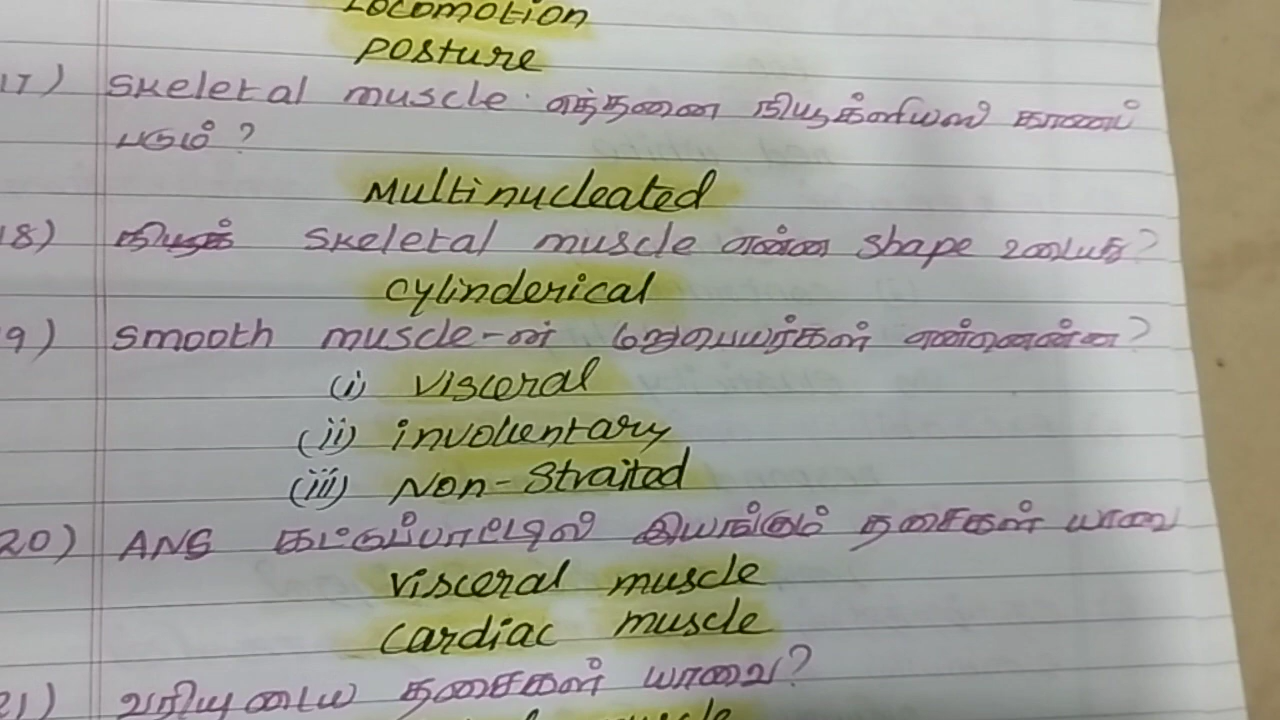 Locomotion
Posture
17) Skeletal muscle எத்தனை நியூக்ளியஸ் காணப்
படும்?
Multinucleated
18) Skeletal muscle என்ன shape உடையது?
cylinderical
19) Smooth muscle-ன் வேறுபெயர்கள் என்னென்ன?
(i) visceral
(ii) involuentary
(iii) Non-Straited
20) ANS கட்டுப்பாட்டில் இயங்கும் தசைகள் யாவை
Visceral muscle
Cardiac muscle
21) வரியுடைய தசைகள் யாவை?
muscle